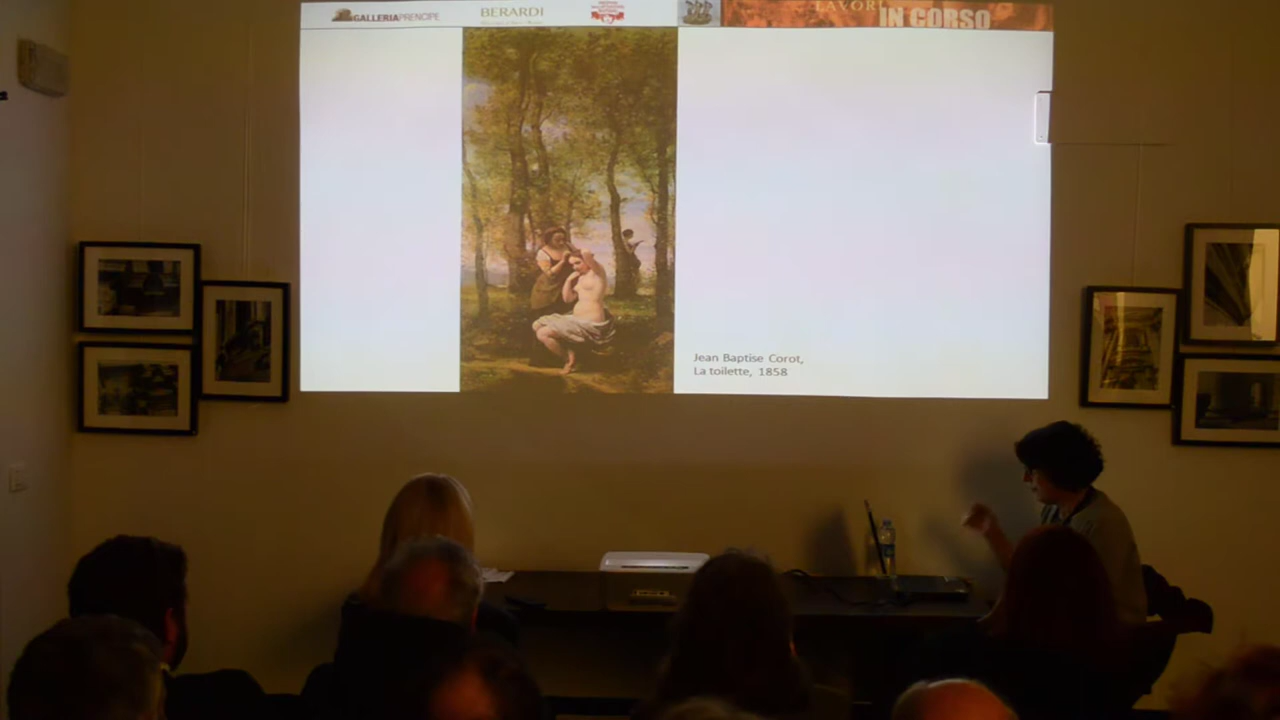 GALLERIAPRENCIPE
BERARDI
LAVORI
IN CORSO
Jean Baptise Corot,
La toilette, 1858